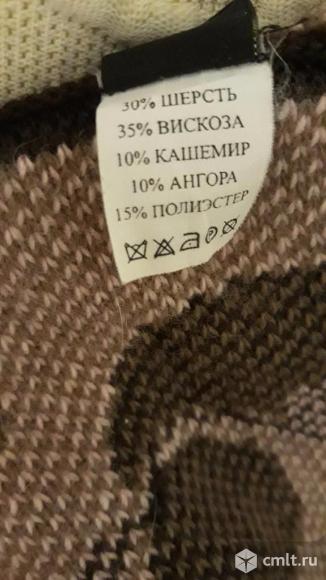 30% ШЕРСТЬ
35% ВИСКОЗА
10% КАШЕМИР
10% АНГОРА
15% ПОЛИЭСТЕР
cmlt.ru